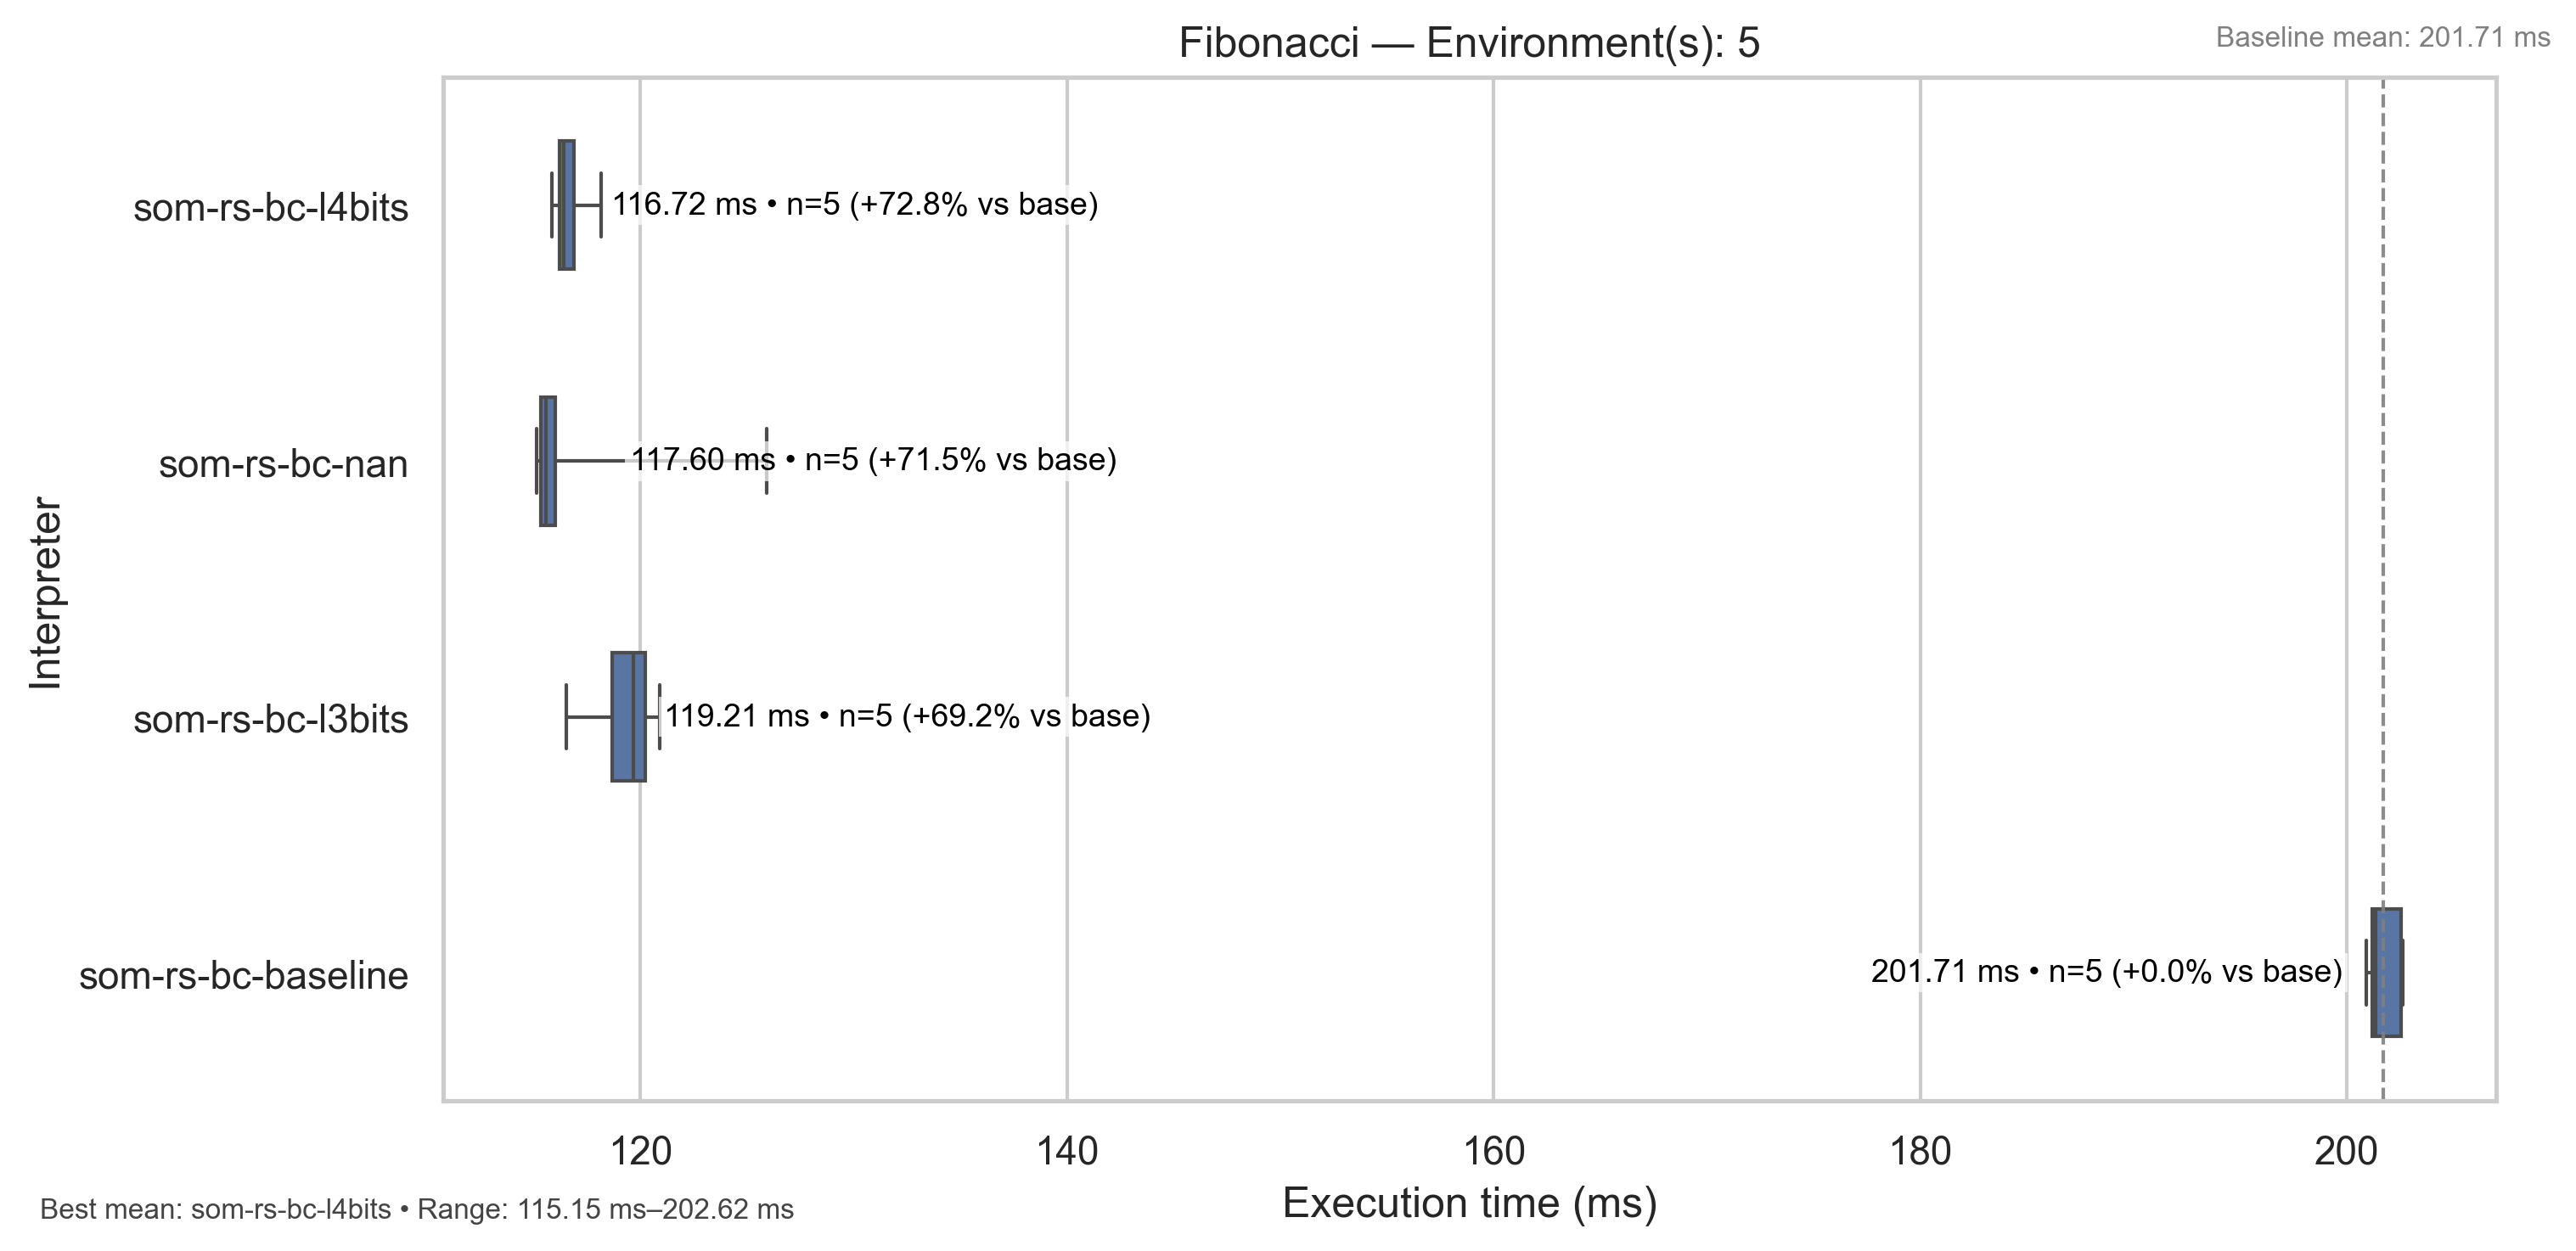 Fibonacci — Environment(s): 5
Baseline mean: 201.71 ms
som-rs-bc-l4bits
116.72 ms • n=5 (+72.8% vs base)
som-rs-bc-nan
117.60 ms • n=5 (+71.5% vs base)
Interpreter
som-rs-bc-l3bits
119.21 ms • n=5 (+69.2% vs base)
som-rs-bc-baseline
201.71 ms • n=5 (+0.0% vs base)
120 140 160 180 200
Execution time (ms)
Best mean: som-rs-bc-l4bits • Range: 115.15 ms–202.62 ms